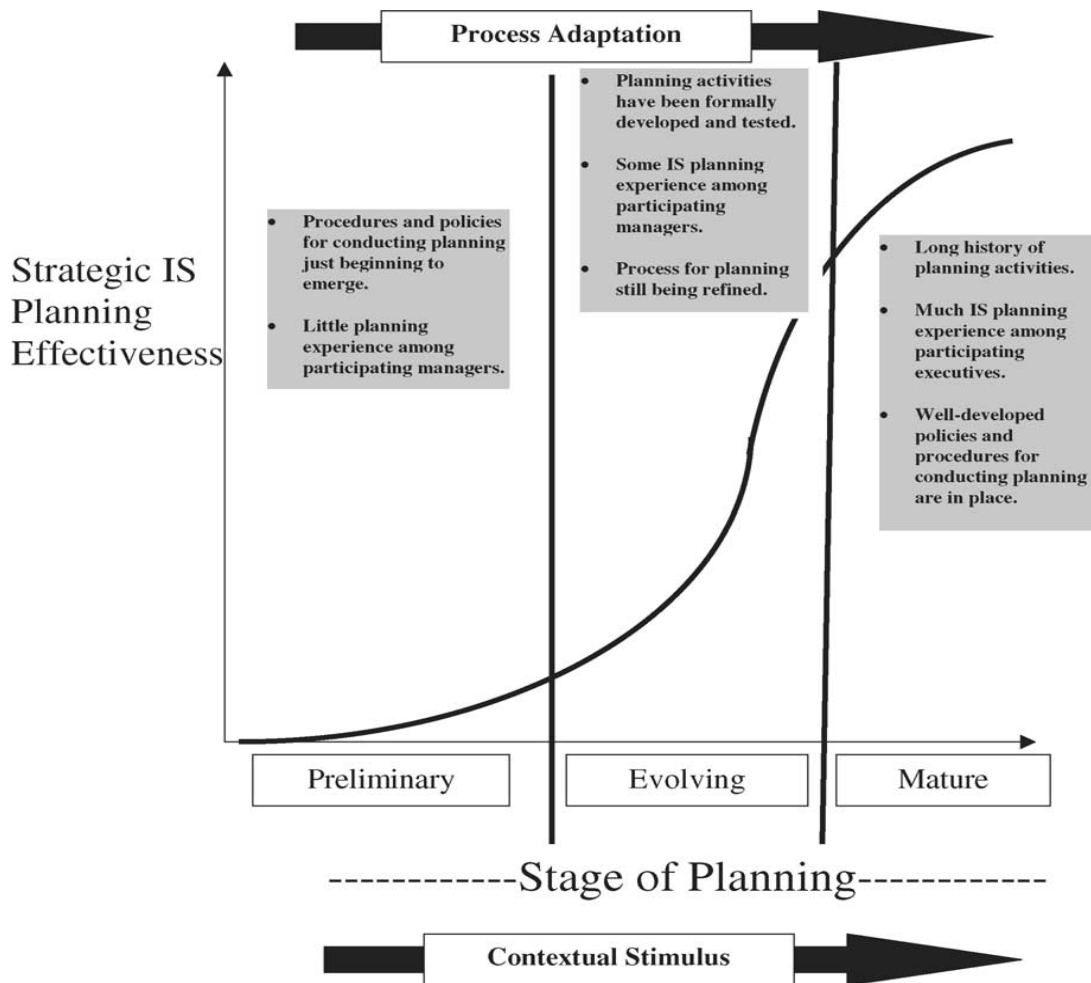 Process Adaptation
• Planning activities
have been formally
developed and tested.
• Some IS planning
experience among
participating
managers.
• Process for planning
still being refined.
• Procedures and policies
for conducting planning
just beginning to
emerge.
• Little planning
experience among
participating managers.
Strategic IS
Planning
Effectiveness
• Long history of
planning activities.
• Much IS planning
experience among
participating
executives.
• Well-developed
policies and
procedures for
conducting planning
are in place.
Preliminary
Evolving
Mature
-----------Stage of Planning-------------
Contextual Stimulus